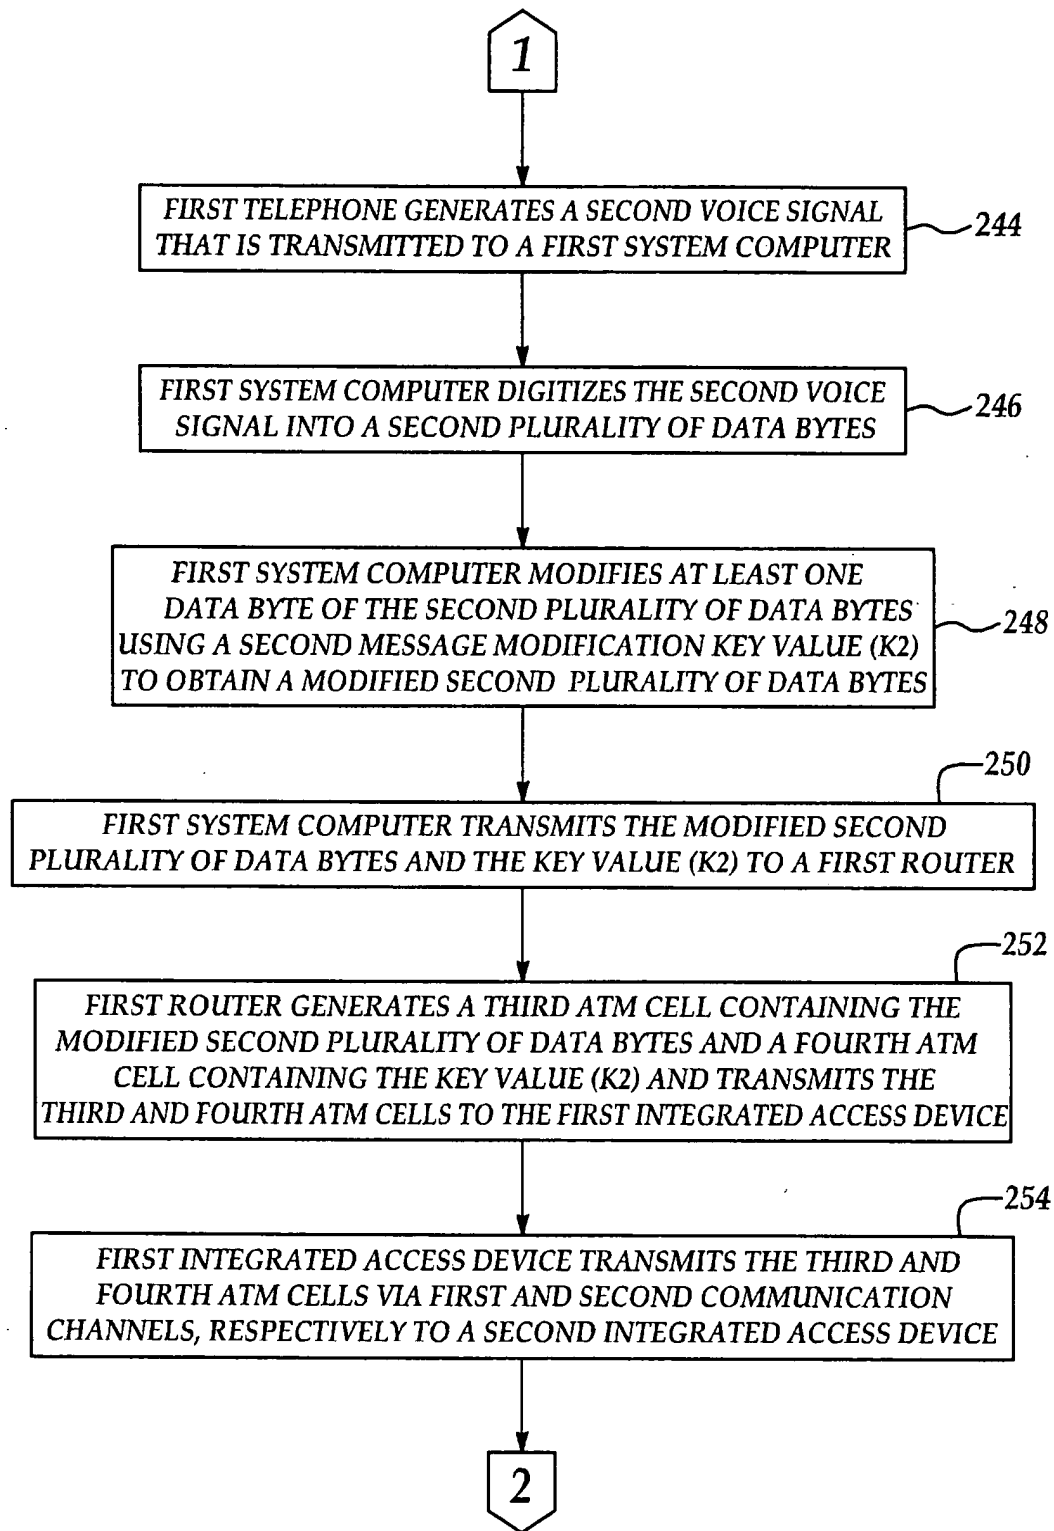 1
FIRST TELEPHONE GENERATES A SECOND VOICE SIGNAL
THAT IS TRANSMITTED TO A FIRST SYSTEM COMPUTER
244
FIRST SYSTEM COMPUTER DIGITIZES THE SECOND VOICE
SIGNAL INTO A SECOND PLURALITY OF DATA BYTES
246
FIRST SYSTEM COMPUTER MODIFIES AT LEAST ONE
DATA BYTE OF THE SECOND PLURALITY OF DATA BYTES
USING A SECOND MESSAGE MODIFICATION KEY VALUE (K2)
TO OBTAIN A MODIFIED SECOND PLURALITY OF DATA BYTES
248
250
FIRST SYSTEM COMPUTER TRANSMITS THE MODIFIED SECOND
PLURALITY OF DATA BYTES AND THE KEY VALUE (K2) TO A FIRST ROUTER
252
FIRST ROUTER GENERATES A THIRD ATM CELL CONTAINING THE
MODIFIED SECOND PLURALITY OF DATA BYTES AND A FOURTH ATM
CELL CONTAINING THE KEY VALUE (K2) AND TRANSMITS THE
THIRD AND FOURTH ATM CELLS TO THE FIRST INTEGRATED ACCESS DEVICE
254
FIRST INTEGRATED ACCESS DEVICE TRANSMITS THE THIRD AND
FOURTH ATM CELLS VIA FIRST AND SECOND COMMUNICATION
CHANNELS, RESPECTIVELY TO A SECOND INTEGRATED ACCESS DEVICE
2